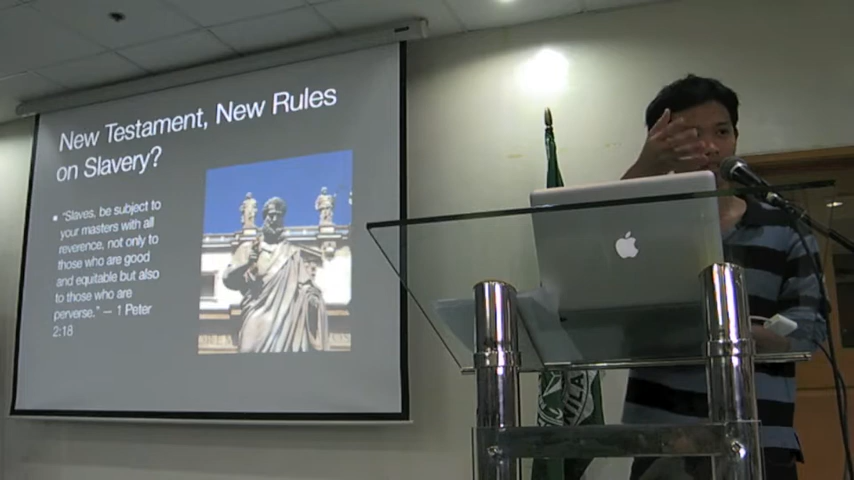 New Testament, New Rules
on Slavery?
▪ "Slaves, be subject to
your masters with all
reverence, not only to
those who are good
and equitable but also
to those who are
perverse." — 1 Peter
2:18
NILA